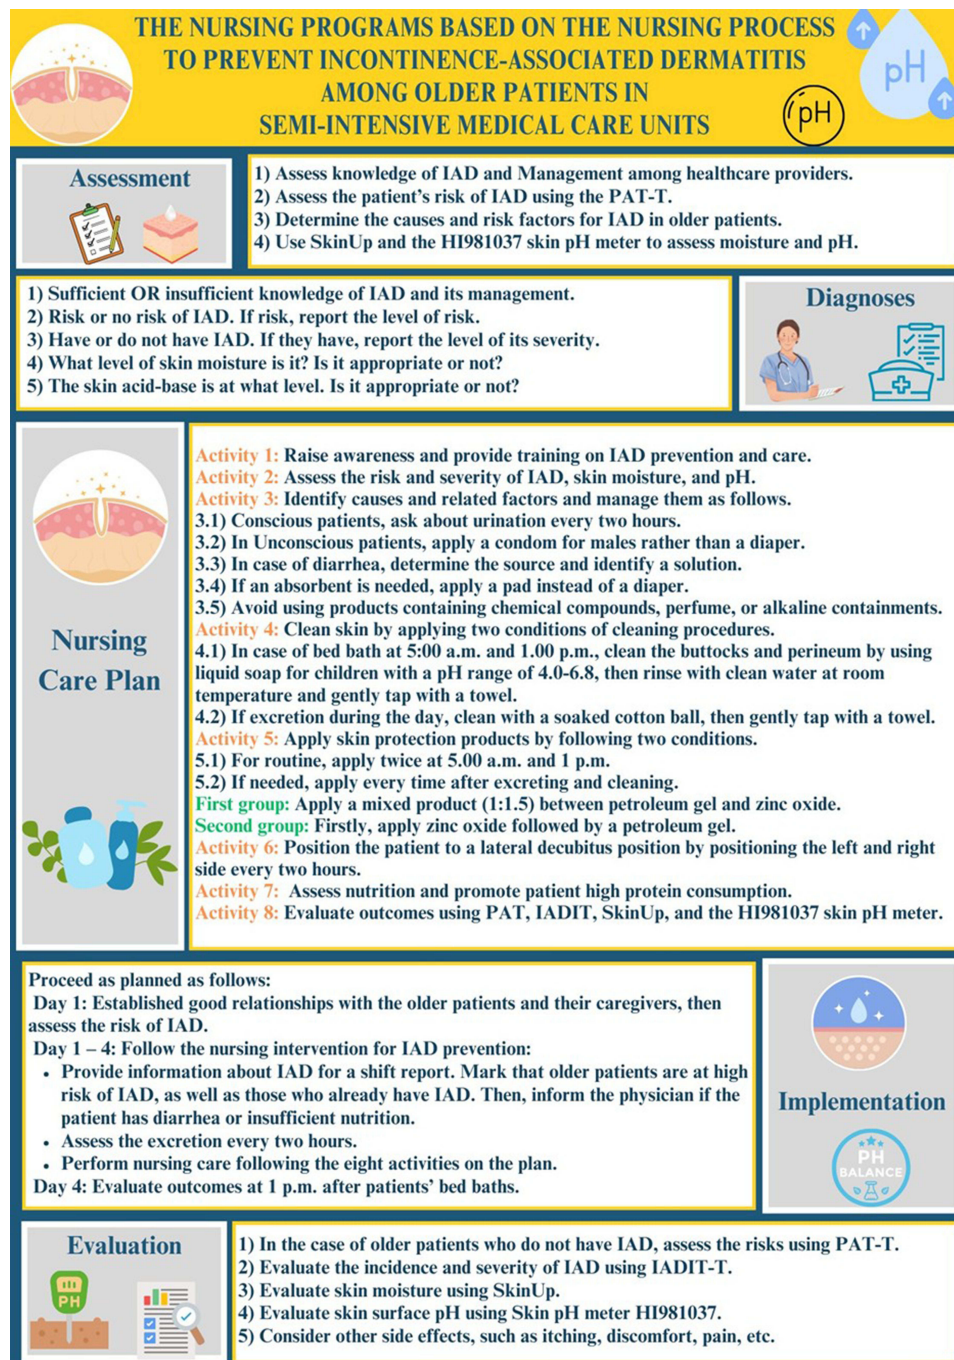 THE NURSING PROGRAMS BASED ON THE NURSING PROCESS
TO PREVENT INCONTINENCE-ASSOCIATED DERMATITIS
AMONG OLDER PATIENTS IN
SEMI-INTENSIVE MEDICAL CARE UNITS
pH
pH
Assessment
1) Assess knowledge of IAD and Management among healthcare providers.
2) Assess the patient's risk of IAD using the PAT-T.
3) Determine the causes and risk factors for IAD in older patients.
4) Use SkinUp and the HI981037 skin pH meter to assess moisture and pH.
1) Sufficient OR insufficient knowledge of IAD and its management.
2) Risk or no risk of IAD. If risk, report the level of risk.
3) Have or do not have IAD. If they have, report the level of its severity.
4) What level of skin moisture is it? Is it appropriate or not?
5) The skin acid-base is at what level. Is it appropriate or not?
Diagnoses
Nursing
Care Plan
Activity 1: Raise awareness and provide training on IAD prevention and care.
Activity 2: Assess the risk and severity of IAD, skin moisture, and pH.
Activity 3: Identify causes and related factors and manage them as follows.
3.1) Conscious patients, ask about urination every two hours.
3.2) In Unconscious patients, apply a condom for males rather than a diaper.
3.3) In case of diarrhea, determine the source and identify a solution.
3.4) If an absorbent is needed, apply a pad instead of a diaper.
3.5) Avoid using products containing chemical compounds, perfume, or alkaline containments.
Activity 4: Clean skin by applying two conditions of cleaning procedures.
4.1) In case of bed bath at 5:00 a.m. and 1.00 p.m., clean the buttocks and perineum by using
liquid soap for children with a pH range of 4.0-6.8, then rinse with clean water at room
temperature and gently tap with a towel.
4.2) If excretion during the day, clean with a soaked cotton ball, then gently tap with a towel.
Activity 5: Apply skin protection products by following two conditions.
5.1) For routine, apply twice at 5.00 a.m. and 1 p.m.
5.2) If needed, apply every time after excreting and cleaning.
First group: Apply a mixed product (1:1.5) between petroleum gel and zinc oxide.
Second group: Firstly, apply zinc oxide followed by a petroleum gel.
Activity 6: Position the patient to a lateral decubitus position by positioning the left and right
side every two hours.
Activity 7: Assess nutrition and promote patient high protein consumption.
Activity 8: Evaluate outcomes using PAT, IADIT, SkinUp, and the HI981037 skin pH meter.
Proceed as planned as follows:
Day 1: Established good relationships with the older patients and their caregivers, then
assess the risk of IAD.
Day 1 – 4: Follow the nursing intervention for IAD prevention:
• Provide information about IAD for a shift report. Mark that older patients are at high
risk of IAD, as well as those who already have IAD. Then, inform the physician if the
patient has diarrhea or insufficient nutrition.
• Assess the excretion every two hours.
• Perform nursing care following the eight activities on the plan.
Day 4: Evaluate outcomes at 1 p.m. after patients' bed baths.
Implementation
PH
BALANCE
Evaluation
PH
1) In the case of older patients who do not have IAD, assess the risks using PAT-T.
2) Evaluate the incidence and severity of IAD using IADIT-T.
3) Evaluate skin moisture using SkinUp.
4) Evaluate skin surface pH using Skin pH meter HI981037.
5) Consider other side effects, such as itching, discomfort, pain, etc.